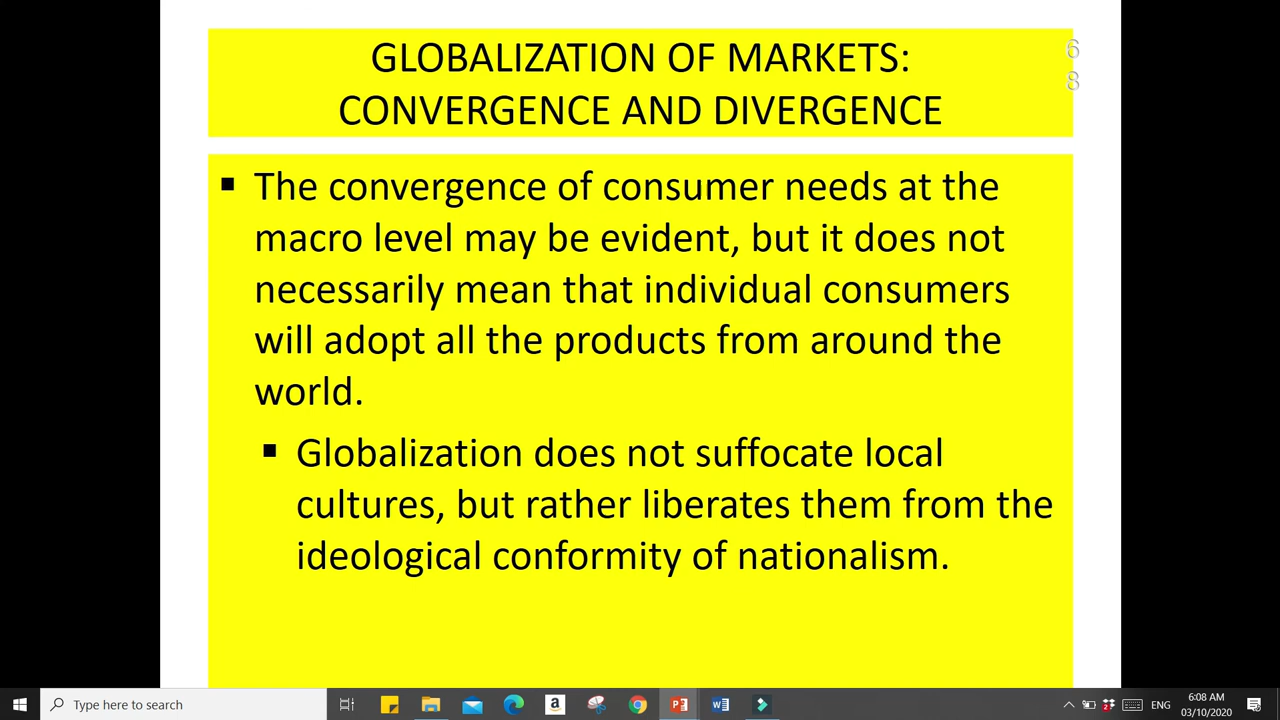 GLOBALIZATION OF MARKETS:
CONVERGENCE AND DIVERGENCE
6
8
▪ The convergence of consumer needs at the
macro level may be evident, but it does not
necessarily mean that individual consumers
will adopt all the products from around the
world.
▪ Globalization does not suffocate local
cultures, but rather liberates them from the
ideological conformity of nationalism.
Type here to search
a
ENG
6:08 AM
03/10/2020